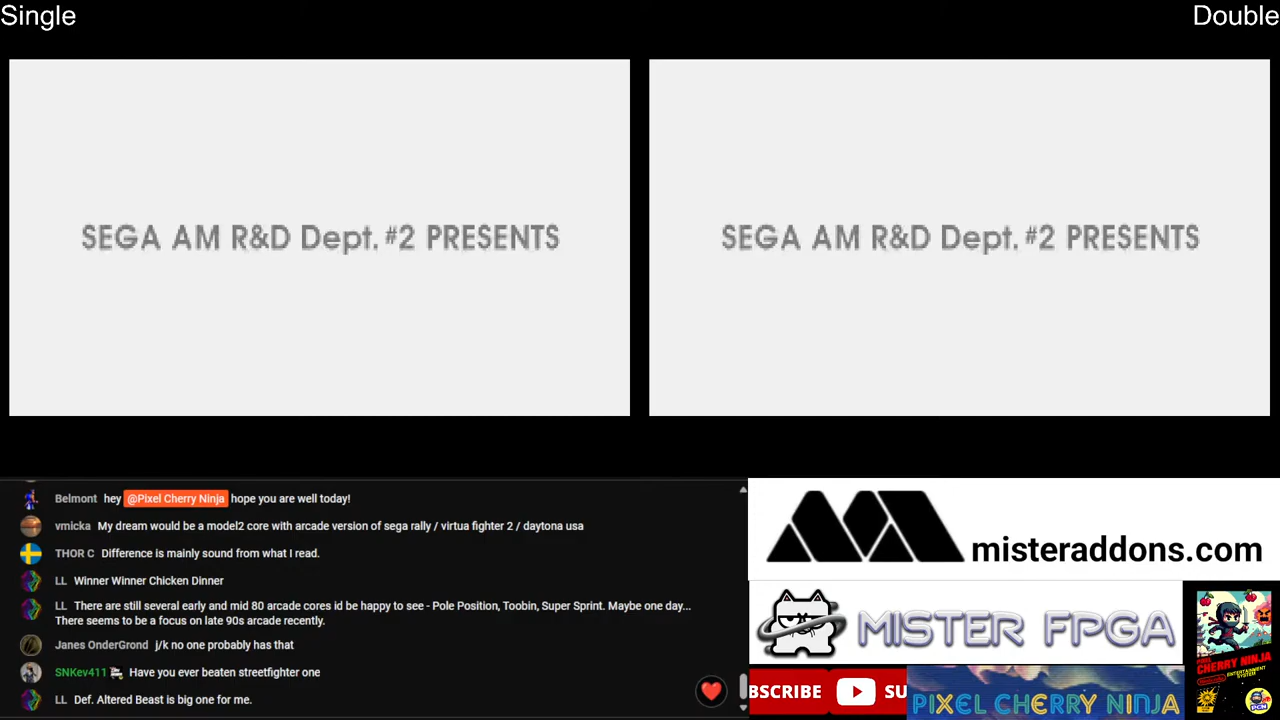 Single
Double
SEGA AM R&D Dept. #2 PRESENTS
SEGA AM R&D Dept. #2 PRESENTS
Belmont hey @Pixel Cherry Ninja hope you are well today!
vmicka My dream would be a model2 core with arcade version of sega rally / virtua fighter 2 / daytona usa
THOR C Difference is mainly sound from what I read.
LL Winner Winner Chicken Dinner
LL There are still several early and mid 80 arcade cores id be happy to see - Pole Position, Toobin, Super Sprint. Maybe one day...
There seems to be a focus on late 90s arcade recently.
Janes OnderGrond j/k no one probably has that
SNKev411 Have you ever beaten streetfighter one
LL Def. Altered Beast is big one for me.
misteraddons.com
MISTER FPGA
BSCRIBE
SU
PIXEL CHERRY NINJA
PIXEL
CHERRY NINJA
ENTERTAINMENT
SYSTEM